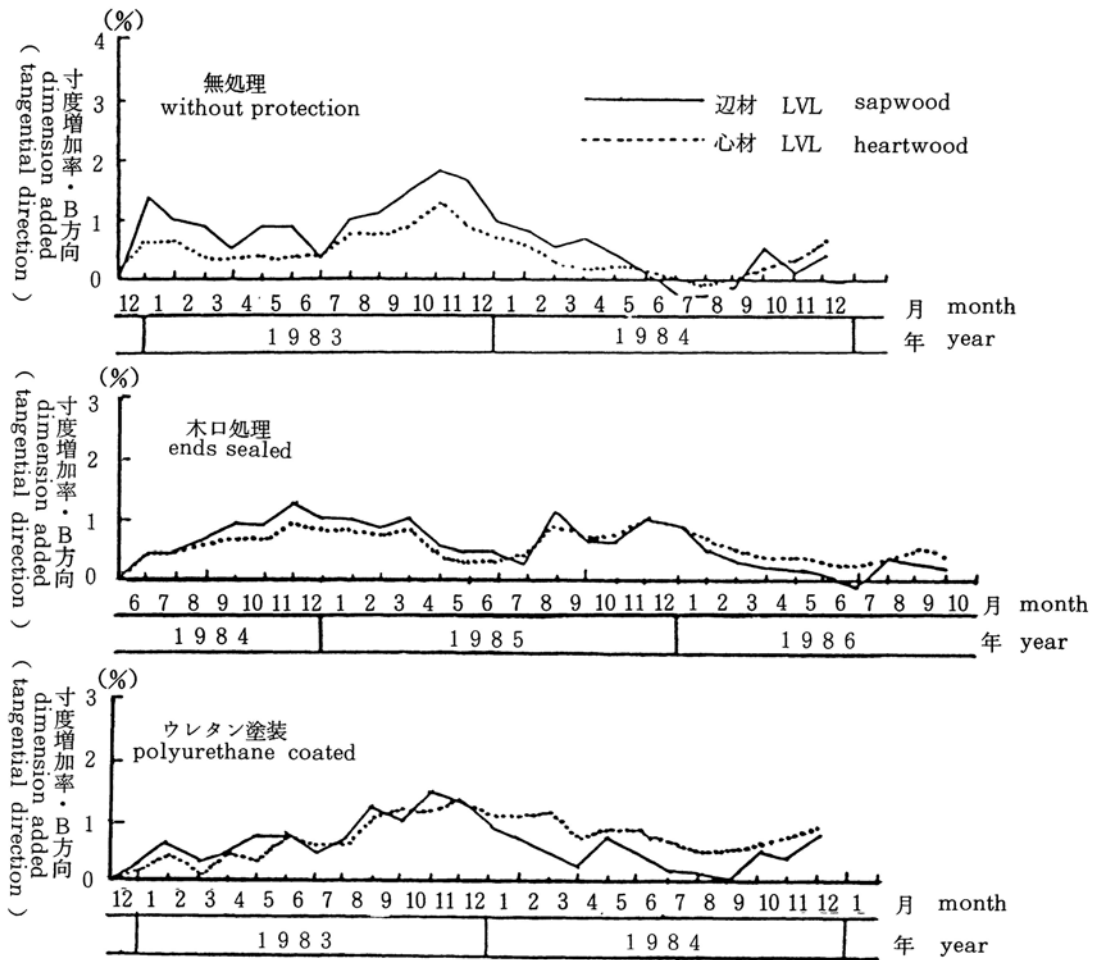 (%)
4
3
2
1
0
寸度増加率・B方向
dimension added
( tangential direction )
無処理
without protection
辺材 LVL sapwood
心材 LVL heartwood
12 1 2 3 4 5 6 7 8 9 10 11 12 1 2 3 4 5 6 7 8 9 10 11 12 月 month
1983 1984 年 year
(%)
3
2
1
0
寸度増加率・B方向
dimension added
( tangential direction )
木口処理
ends sealed
6 7 8 9 10 11 12 1 2 3 4 5 6 7 8 9 10 11 12 1 2 3 4 5 6 7 8 9 10 月 month
1984 1985 1986 年 year
(%)
3
2
1
0
寸度増加率・B方向
dimension added
( tangential direction )
ウレタン塗装
polyurethane coated
12 1 2 3 4 5 6 7 8 9 10 11 12 1 2 3 4 5 6 7 8 9 10 11 12 1 月 month
1983 1984 年 year